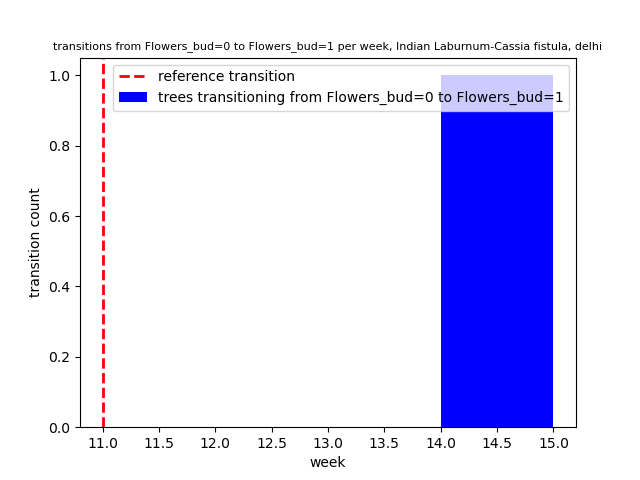 transitions from Flowers_bud=0 to Flowers_bud=1 per week, Indian Laburnum-Cassia fistula, delhi
reference transition
trees transitioning from Flowers_bud=0 to Flowers_bud=1
transition count
1.0
0.8
0.6
0.4
0.2
0.0
11.0 11.5 12.0 12.5 13.0 13.5 14.0 14.5 15.0
week